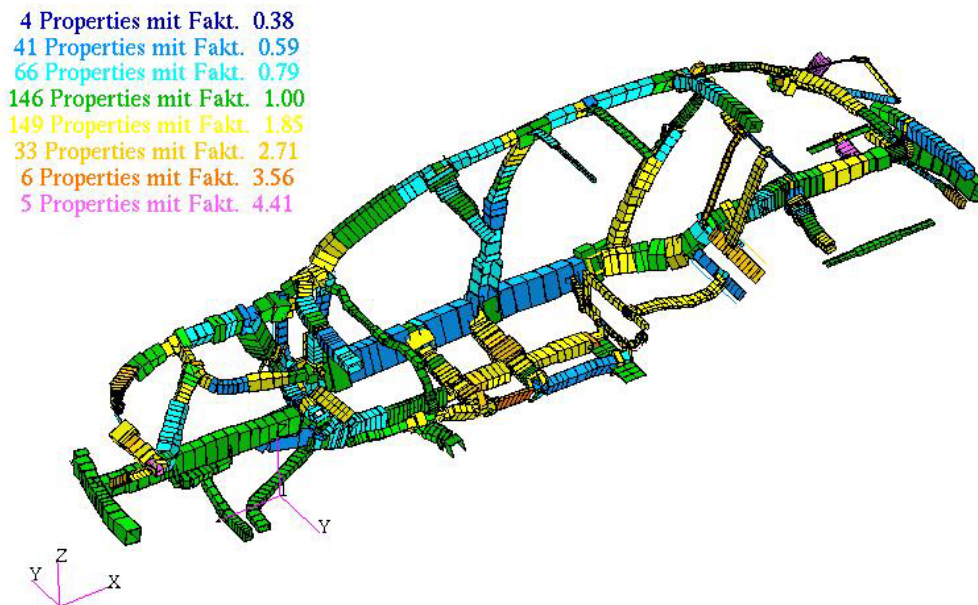 4 Properties mit Fakt. 0.38
41 Properties mit Fakt. 0.59
66 Properties mit Fakt. 0.79
146 Properties mit Fakt. 1.00
149 Properties mit Fakt. 1.85
33 Properties mit Fakt. 2.71
6 Properties mit Fakt. 3.56
5 Properties mit Fakt. 4.41
Y
Z
Y
X